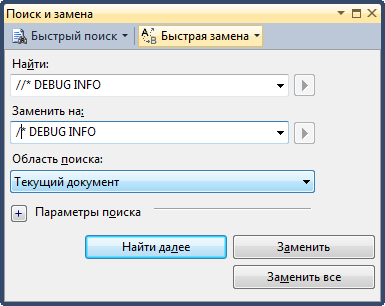 Поиск и замена
Быстрый поиск Быстрая замена
Найти:
//* DEBUG INFO
Заменить на:
/* DEBUG INFO
Область поиска:
Текущий документ
Параметры поиска
Найти далее Заменить
Заменить все